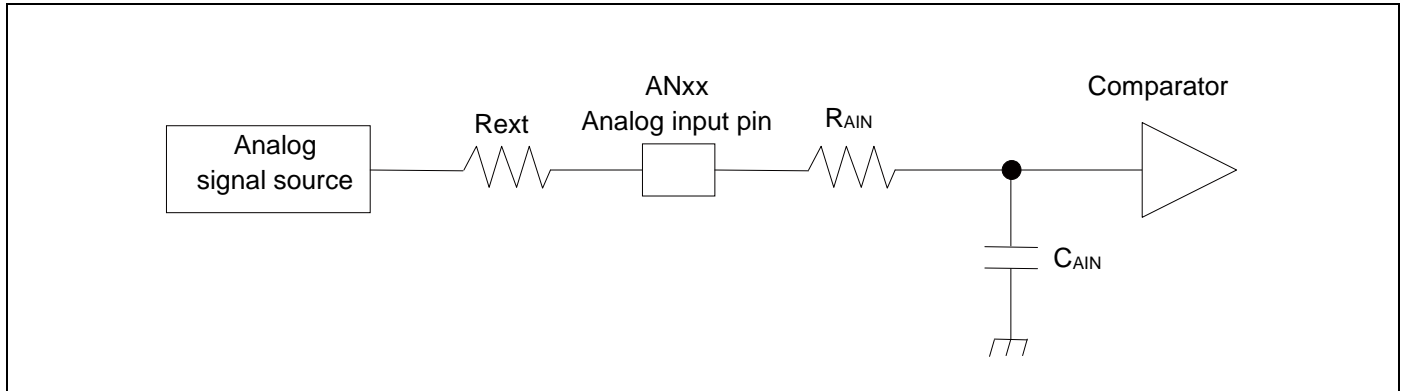 Analog
signal source
Rext
ANxx
Analog input pin
RAIN
Comparator
CAIN